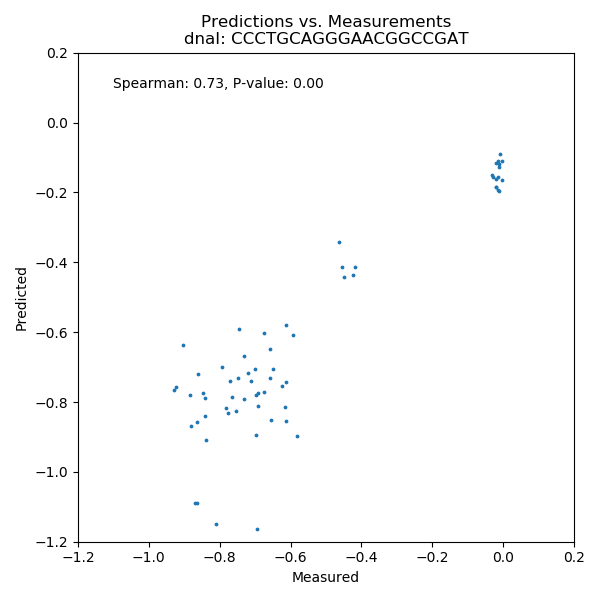 Predictions vs. Measurements
dnaI: CCCTGCAGGGAACGGCCGAT
Spearman: 0.73, P-value: 0.00
0.2
0.0
−0.2
−0.4
−0.6
−0.8
−1.0
−1.2
Predicted
−1.2 −1.0 −0.8 −0.6 −0.4 −0.2 0.0 0.2
Measured